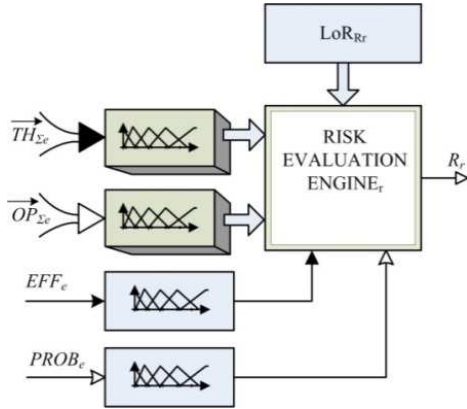 LoR_Rr
TH_Σe
RISK
EVALUATION
ENGINE_r
R_r
OP_Σe
EFF_e
PROB_e